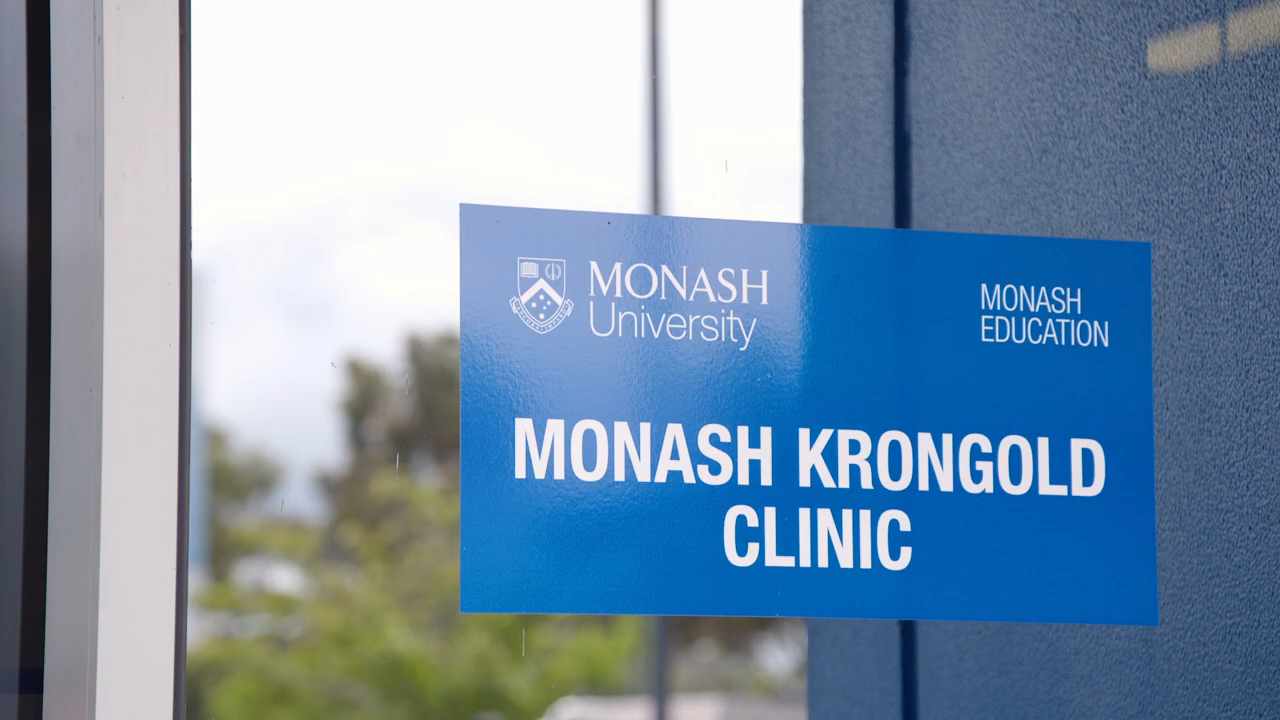 MONASH
University
MONASH
EDUCATION
MONASH KRONGOLD
CLINIC